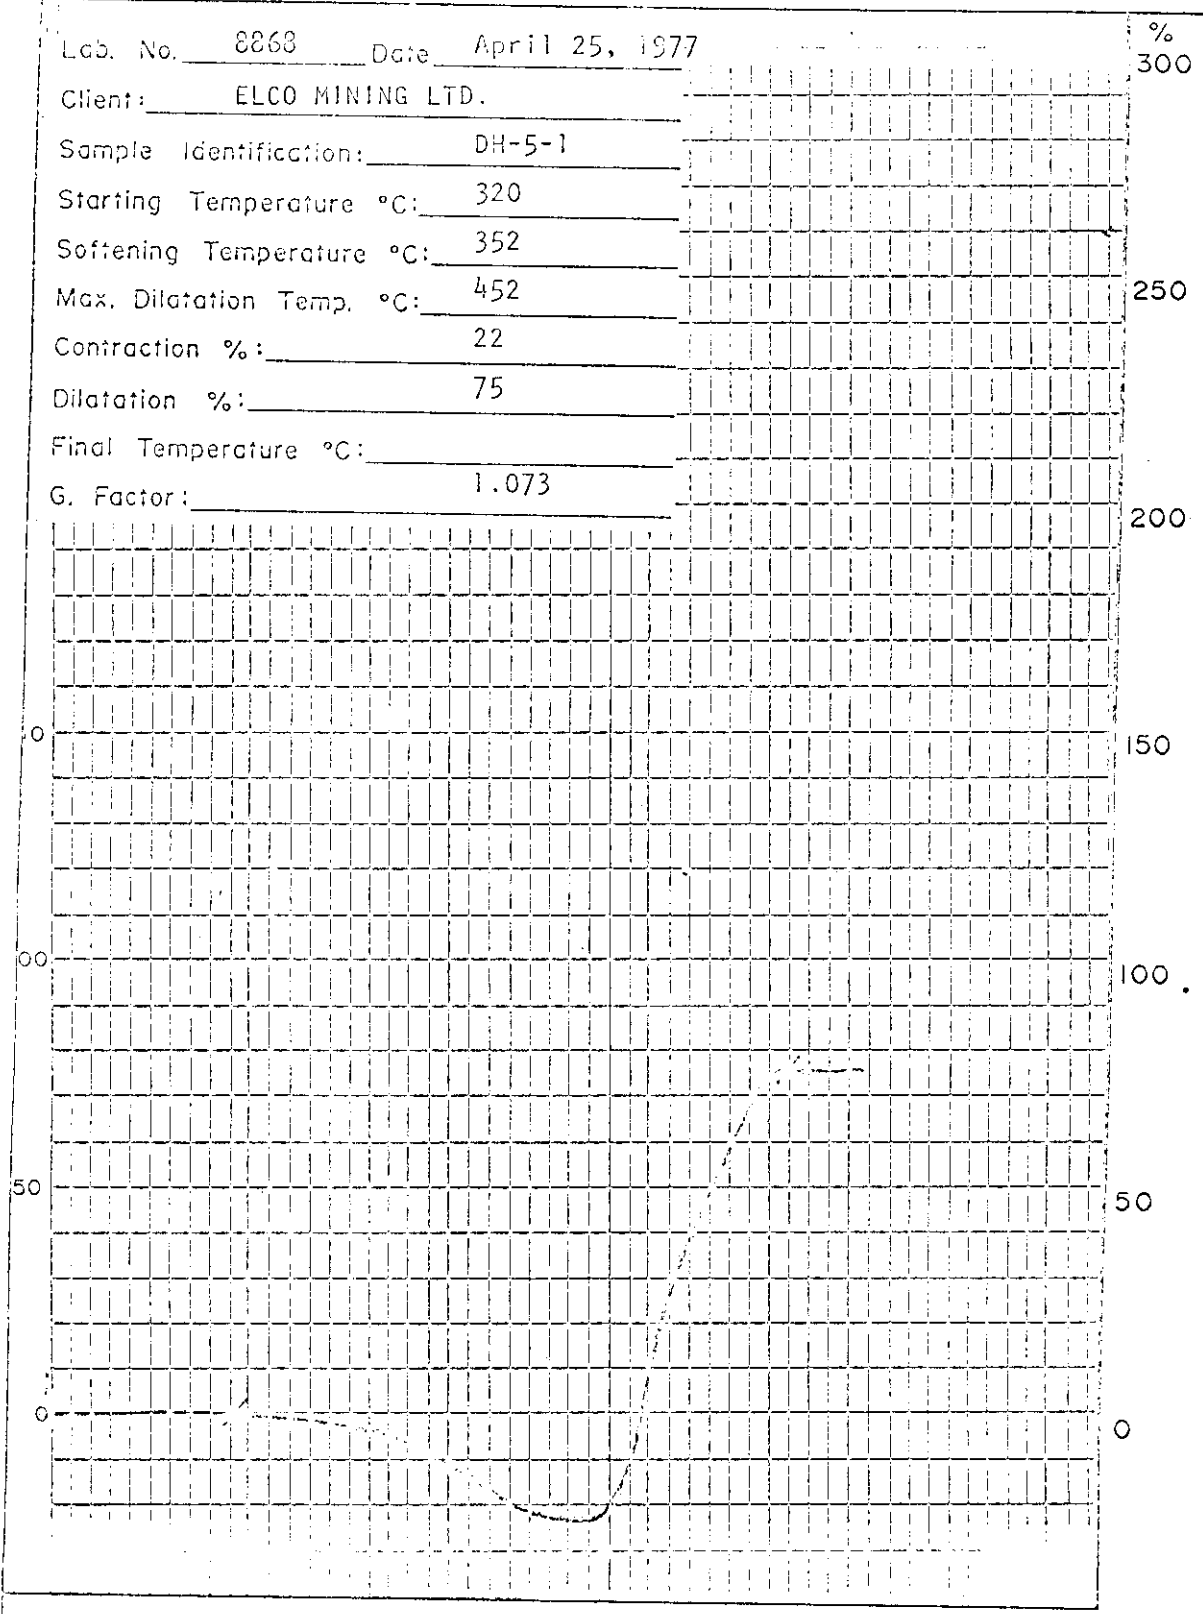 Lab. No. 8868 Date April 25, 1977
Client: ELCO MINING LTD.
Sample Identification: DH-5-1
Starting Temperature °C: 320
Softening Temperature °C: 352
Max. Dilatation Temp. °C: 452
Contraction %: 22
Dilatation %: 75
Final Temperature °C:
G. Factor: 1.073
%
300
250
200
150
100
50
0
0
00
50
0